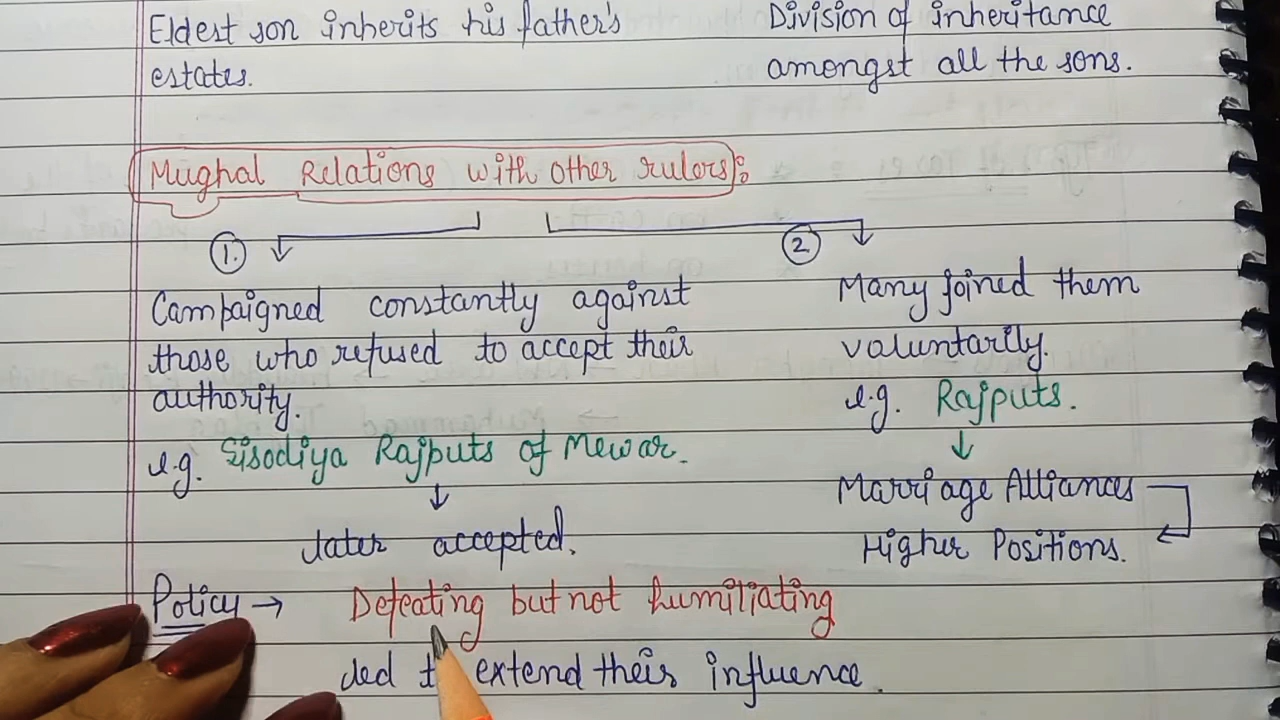 Eldest son inherits his father's
estates.
Division of inheritance
amongst all the sons.
Mughal Relations with other rulers:
1.
Campaigned constantly against
those who refused to accept their
authority.
e.g. Sisodiya Rajputs of Mewar.
↓
later accepted.
2
Many joined them
voluntarily.
e.g. Rajputs.
↓
Marriage Alliances
Higher Positions.
Policy → Defeating but not humiliating
led extend their influence.